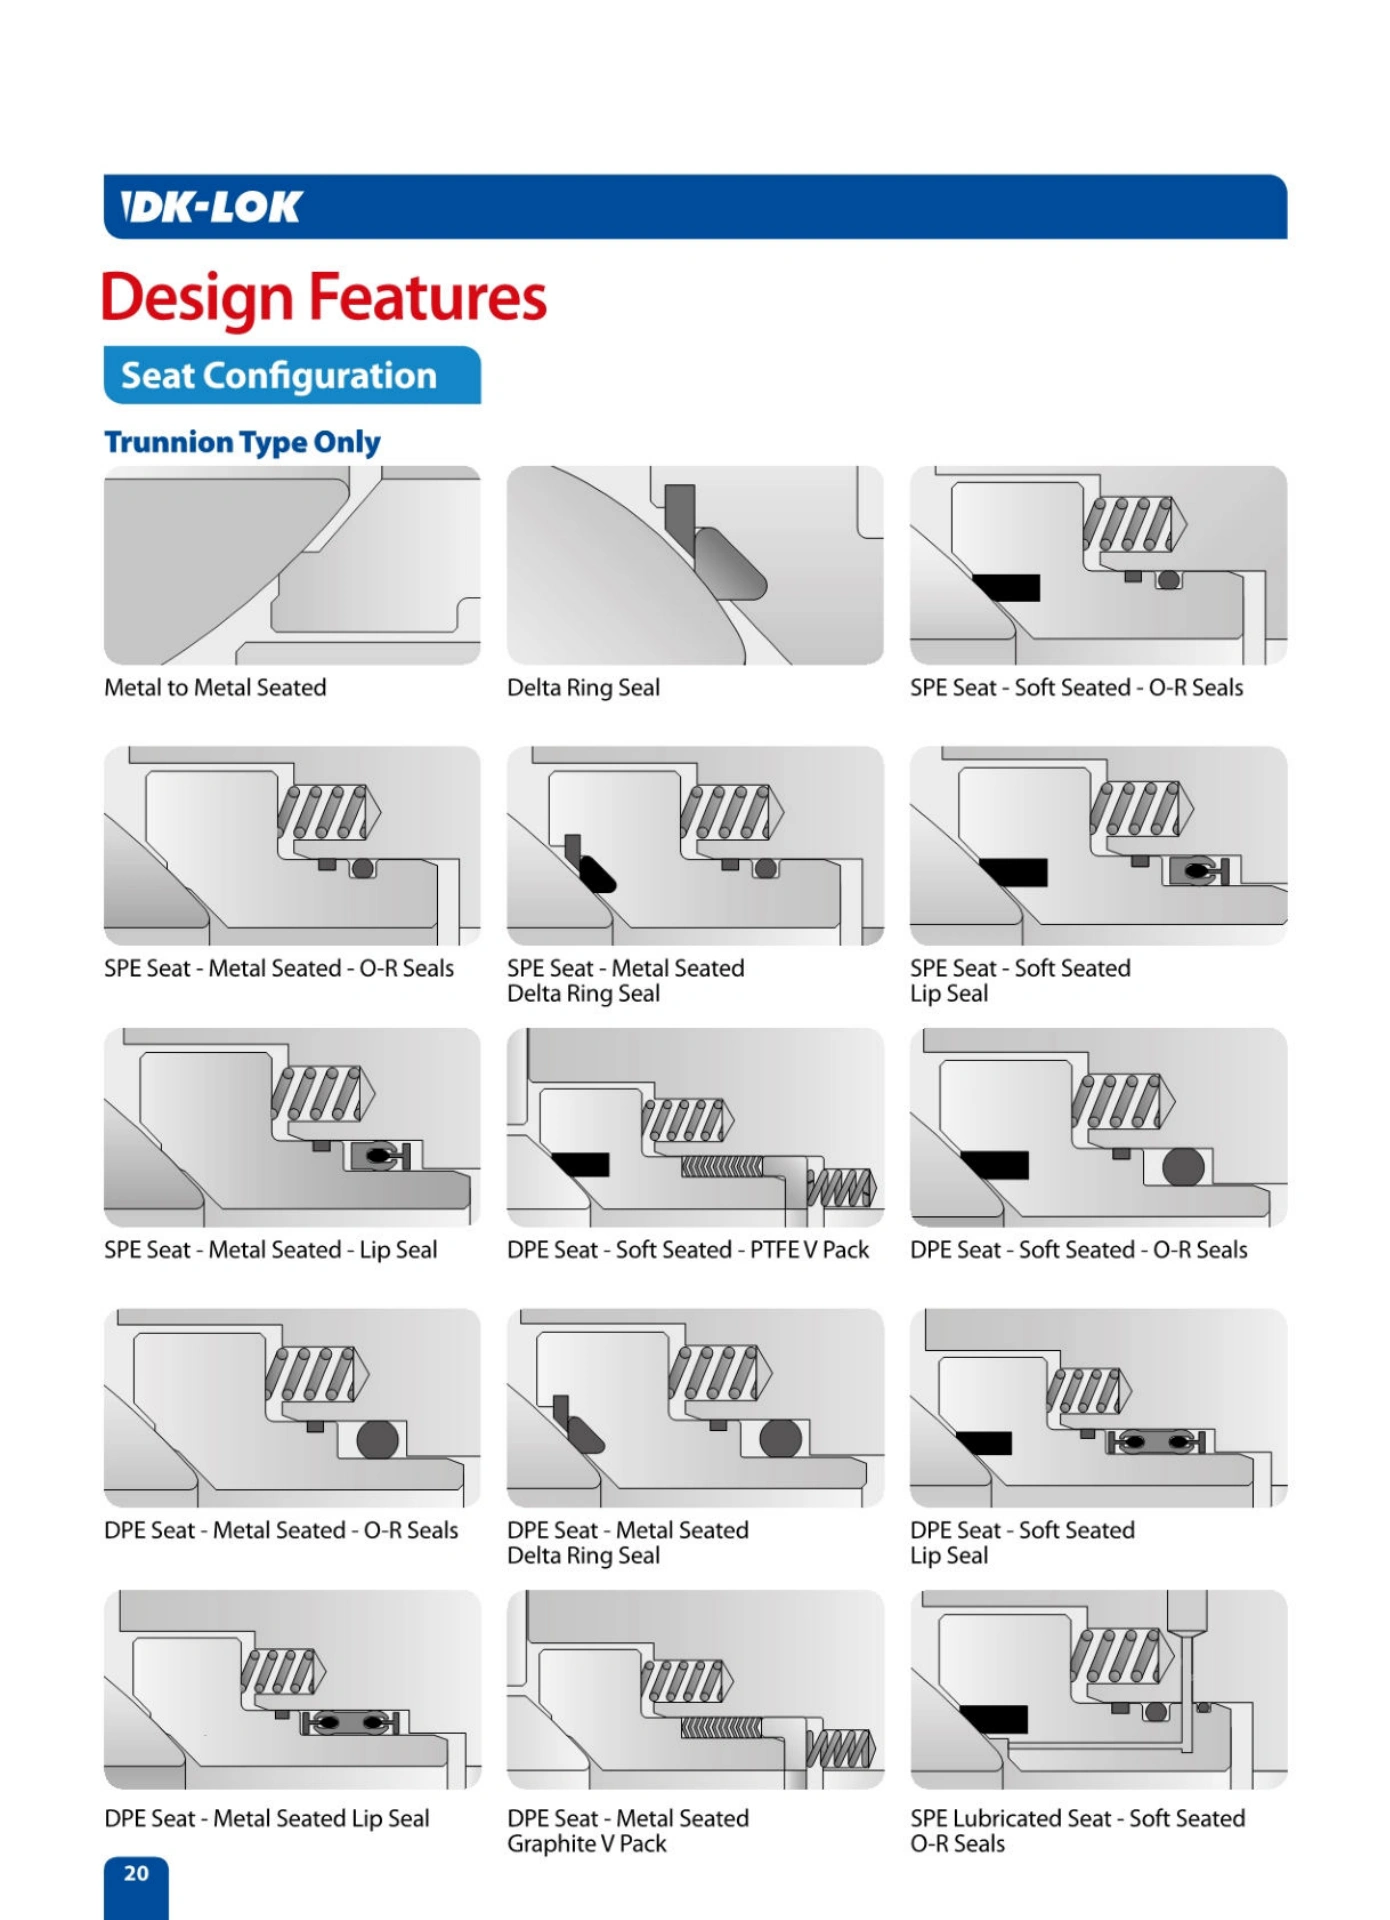 DK-LOK
Design Features
Seat Configuration
Trunnion Type Only
Metal to Metal Seated
Delta Ring Seal
SPE Seat - Soft Seated - O-R Seals
SPE Seat - Metal Seated - O-R Seals
SPE Seat - Metal Seated
Delta Ring Seal
SPE Seat - Soft Seated
Lip Seal
SPE Seat - Metal Seated - Lip Seal
DPE Seat - Soft Seated - PTFE V Pack
DPE Seat - Soft Seated - O-R Seals
DPE Seat - Metal Seated - O-R Seals
DPE Seat - Metal Seated
Delta Ring Seal
DPE Seat - Soft Seated
Lip Seal
DPE Seat - Metal Seated Lip Seal
DPE Seat - Metal Seated
Graphite V Pack
SPE Lubricated Seat - Soft Seated
O-R Seals
20